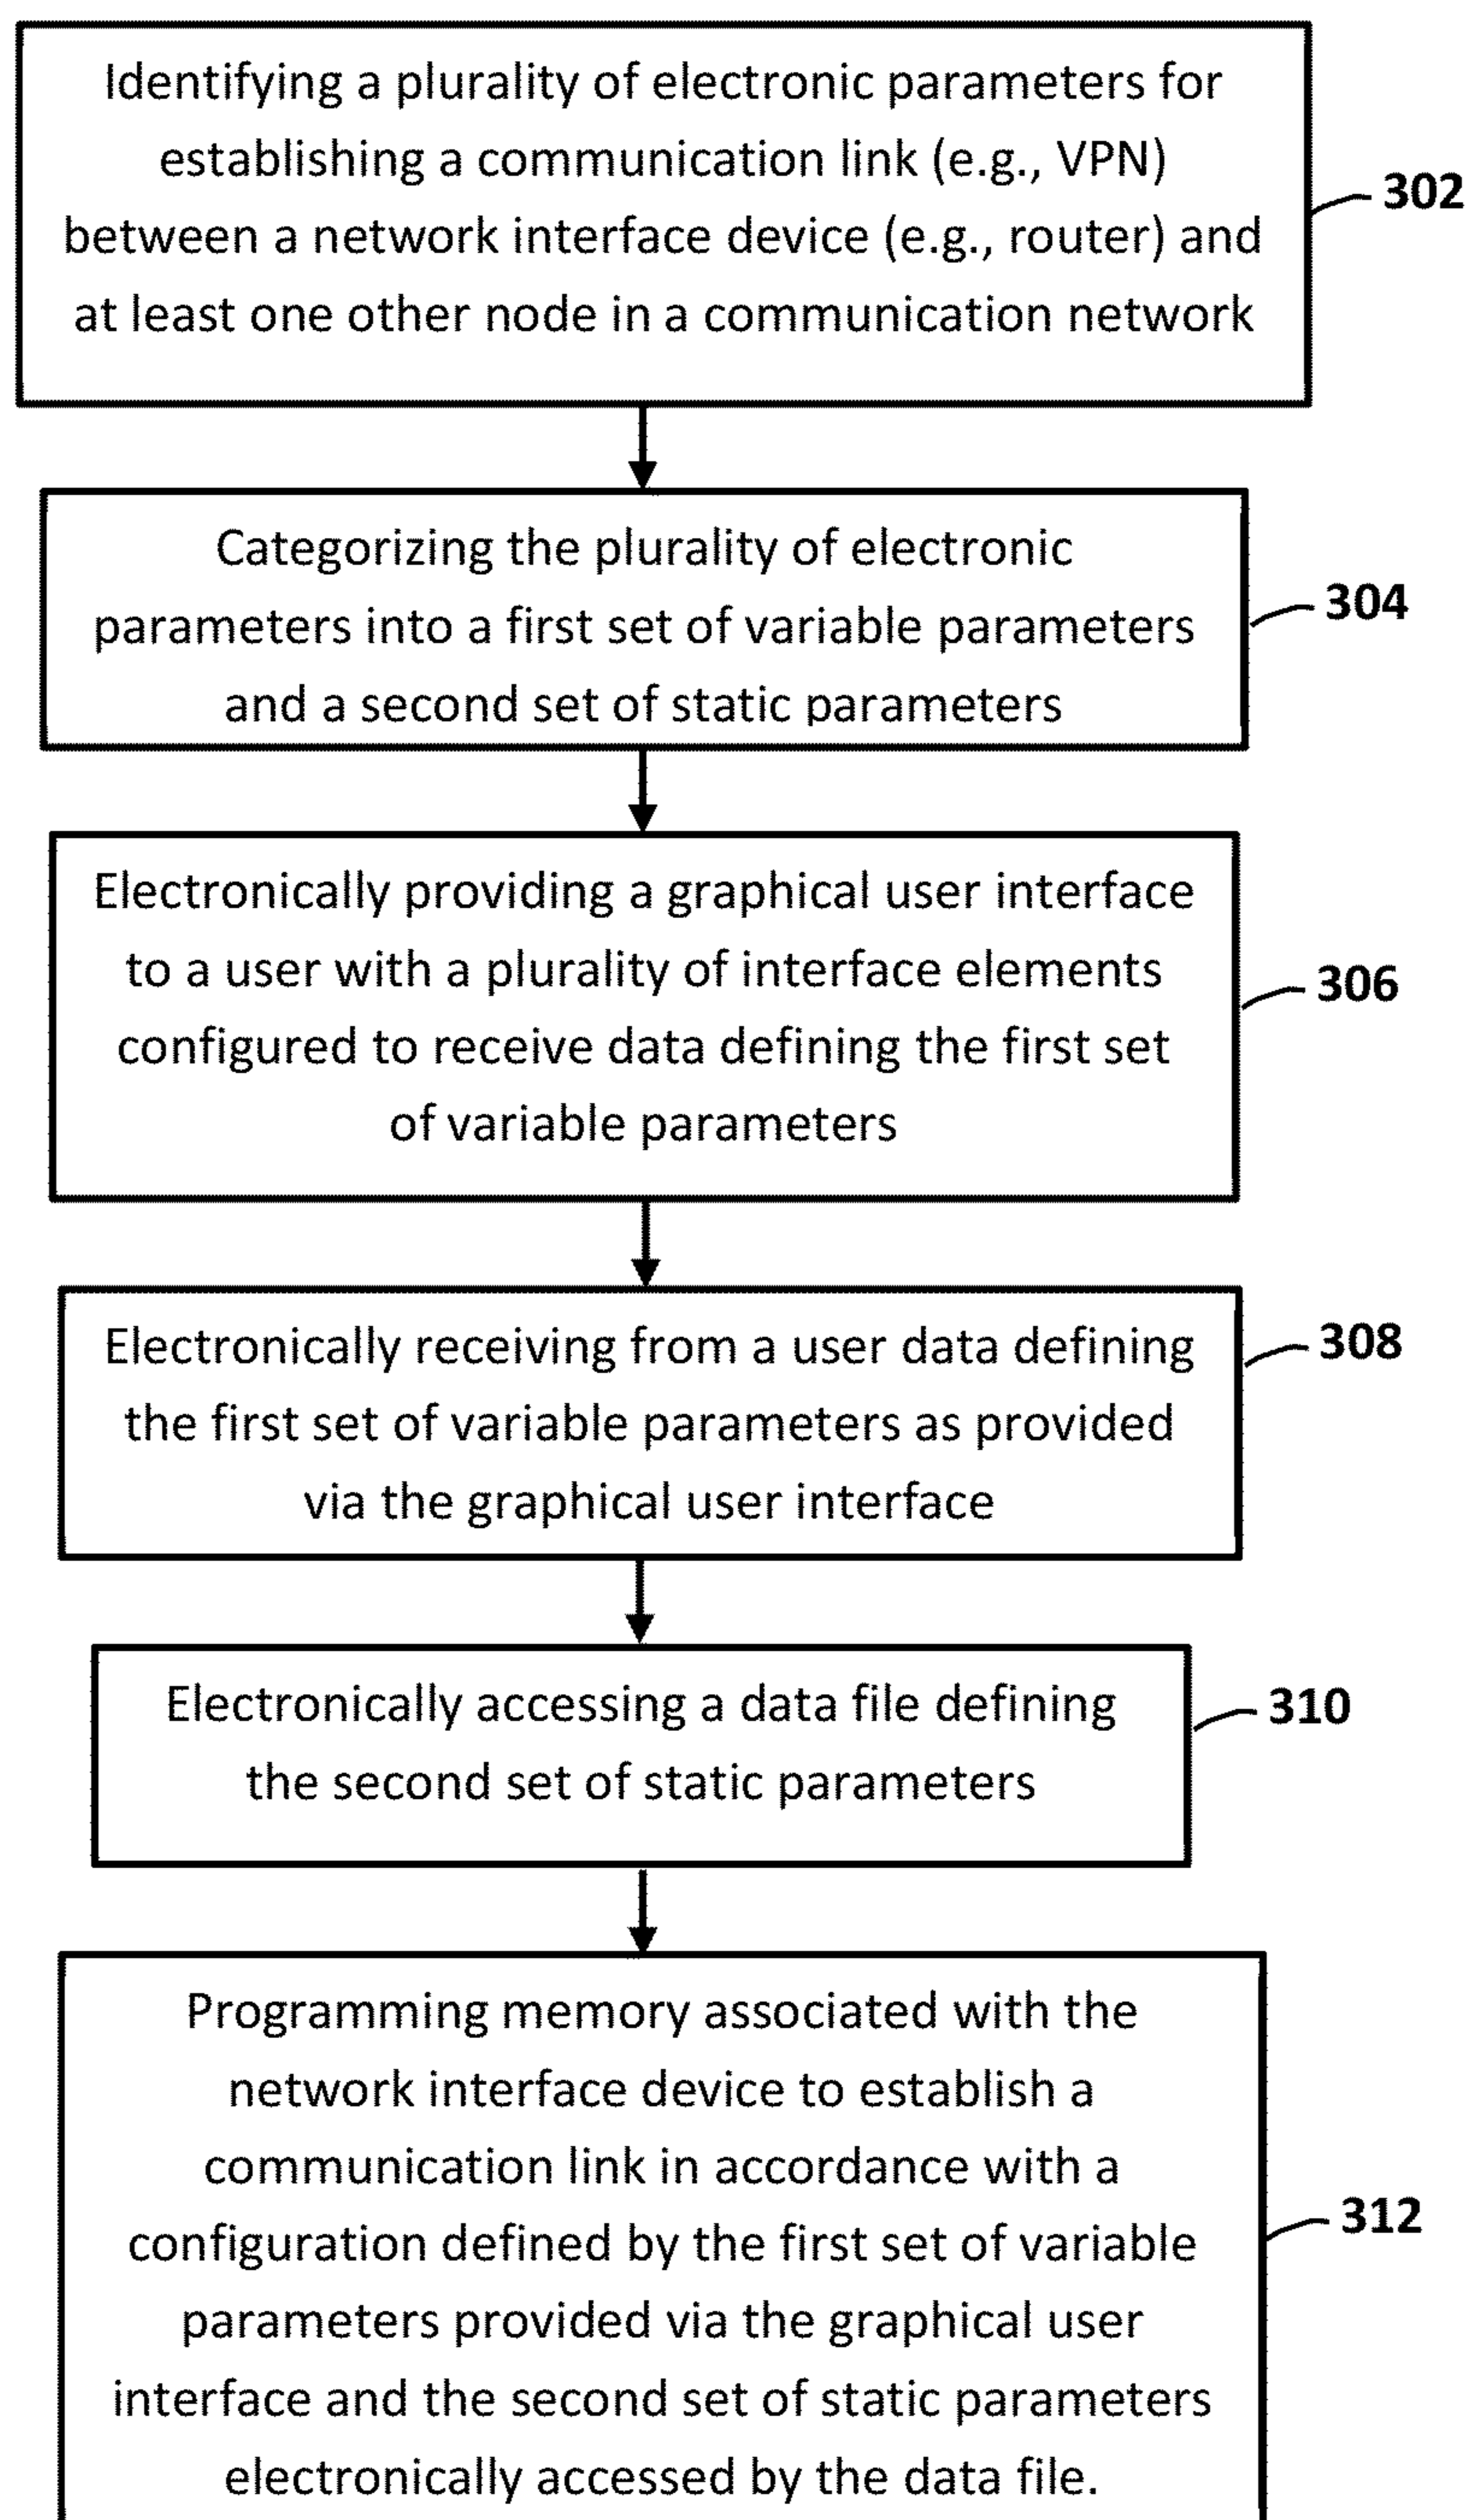 Identifying a plurality of electronic parameters for
establishing a communication link (e.g., VPN)
between a network interface device (e.g., router) and
at least one other node in a communication network
302
Categorizing the plurality of electronic
parameters into a first set of variable parameters
and a second set of static parameters
304
Electronically providing a graphical user interface
to a user with a plurality of interface elements
configured to receive data defining the first set
of variable parameters
306
Electronically receiving from a user data defining
the first set of variable parameters as provided
via the graphical user interface
308
Electronically accessing a data file defining
the second set of static parameters
310
Programming memory associated with the
network interface device to establish a
communication link in accordance with a
configuration defined by the first set of variable
parameters provided via the graphical user
interface and the second set of static parameters
electronically accessed by the data file.
312